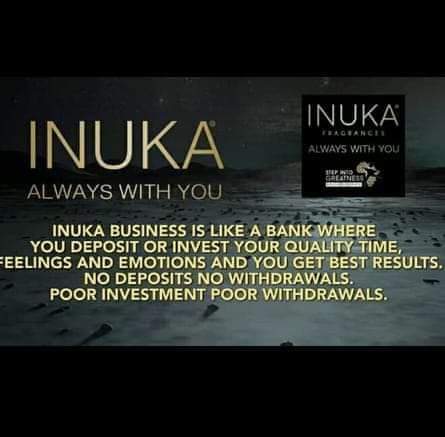 INUKA
ALWAYS WITH YOU
INUKA
FRAGRANCES
ALWAYS WITH YOU
STEP INTO
GREATNESS
INUKA BUSINESS IS LIKE A BANK WHERE
YOU DEPOSIT OR INVEST YOUR QUALITY TIME,
FEELINGS AND EMOTIONS AND YOU GET BEST RESULTS.
NO DEPOSITS NO WITHDRAWALS.
POOR INVESTMENT POOR WITHDRAWALS.